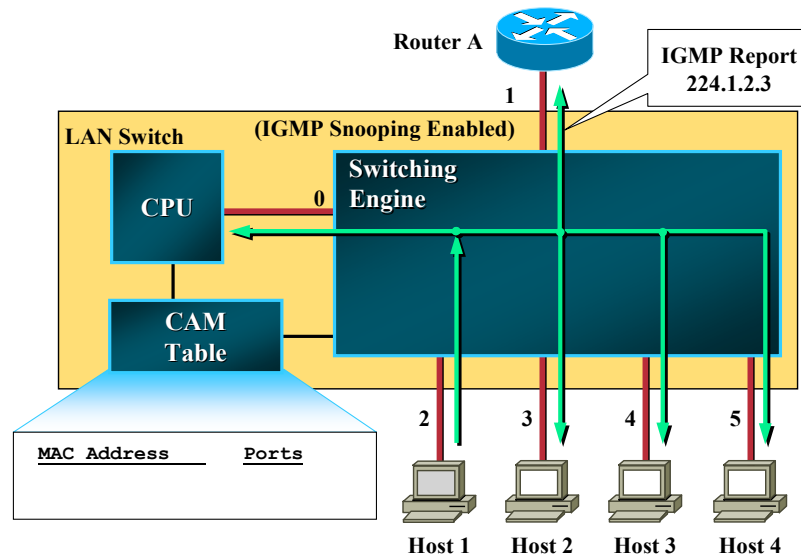 Router A
IGMP Report
224.1.2.3
1
LAN Switch
(IGMP Snooping Enabled)
Switching
Engine
CPU
0
CAM
Table
2
3
4
5
MAC Address Ports
Host 1
Host 2
Host 3
Host 4